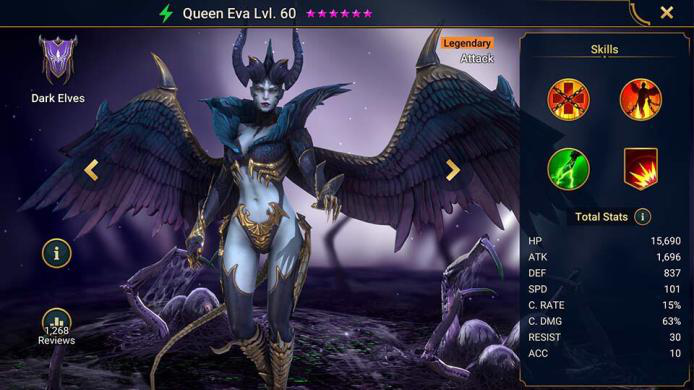 Queen Eva Lvl. 60
Legendary
Attack
Dark Elves
Skills
Total Stats i
HP 15,690
ATK 1,696
DEF 837
SPD 101
C. RATE 15%
C. DMG 63%
RESIST 30
ACC 10
i
1,268
Reviews